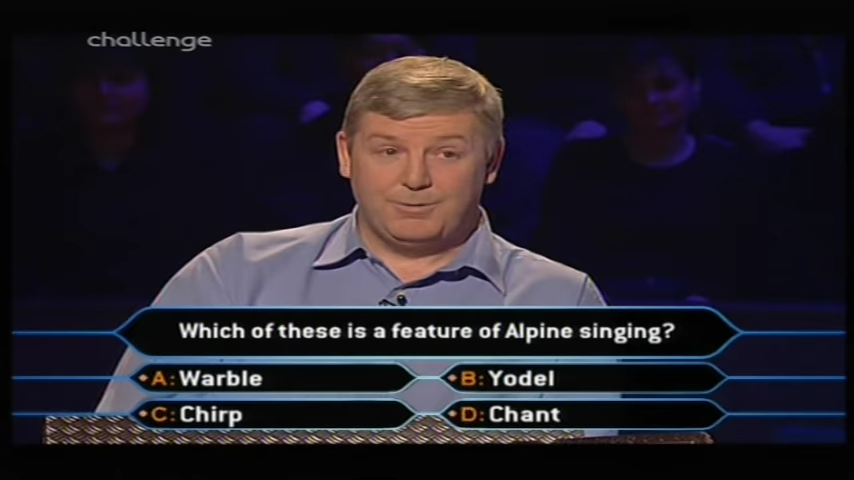 challenge
Which of these is a feature of Alpine singing?
A: Warble
B: Yodel
C: Chirp
D: Chant